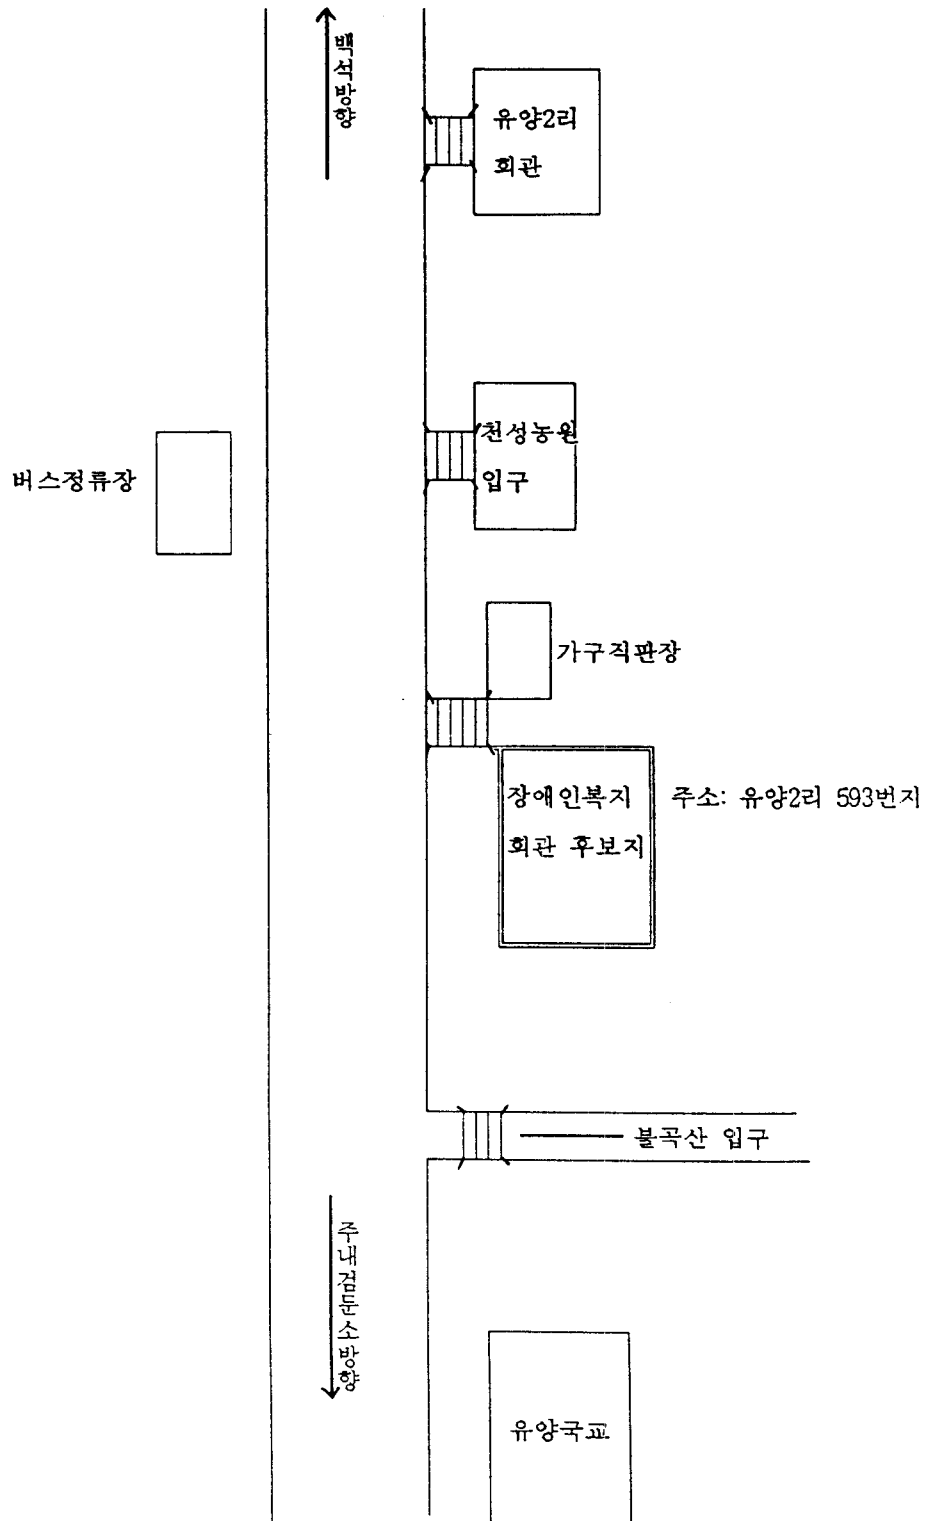 백석방향
유양2리
회관
천성농원
입구
버스정류장
가구직판장
장애인복지
회관 후보지
주소: 유양2리 593번지
불곡산 입구
주내검문소방향
유양국교